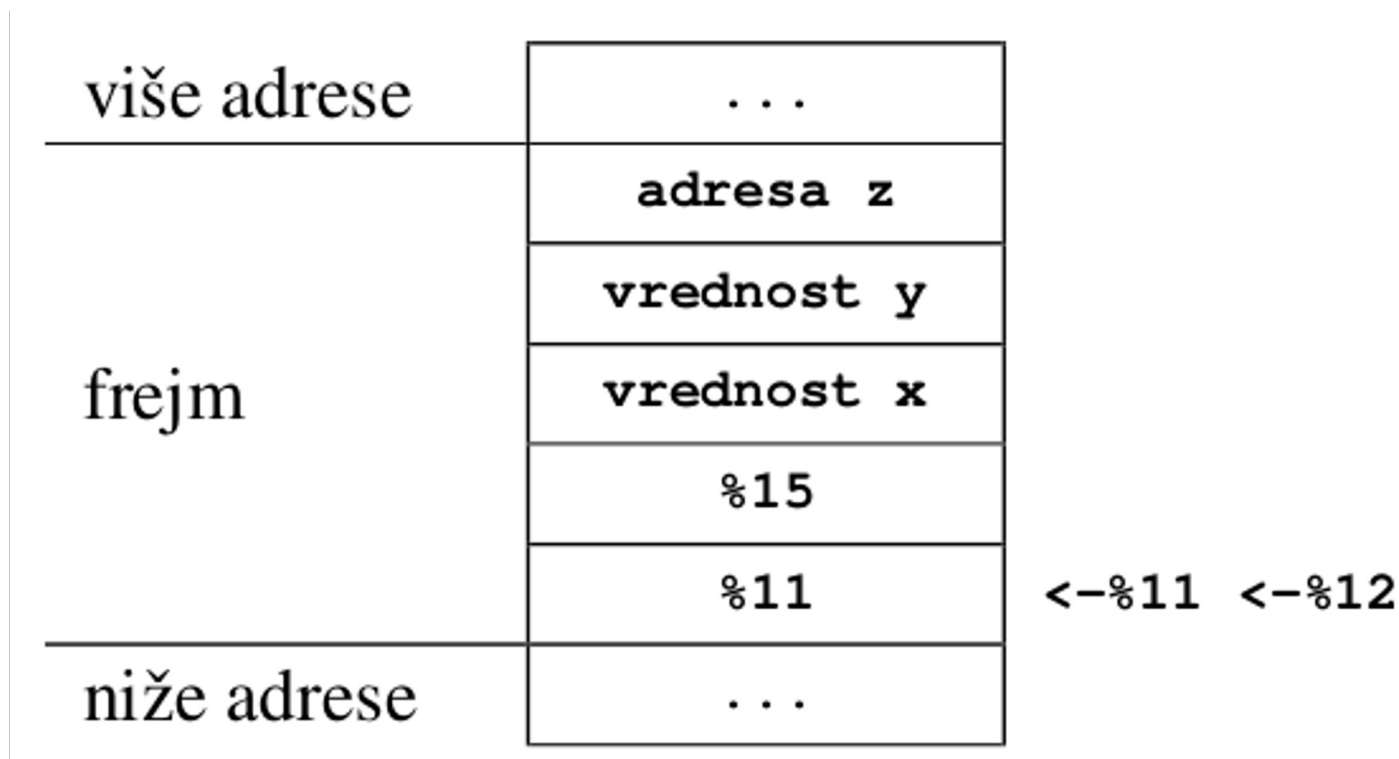 više adrese
...
adresa z
vrednost y
frejm
vrednost x
%15
%11 <-%11 <-%12
niže adrese
...